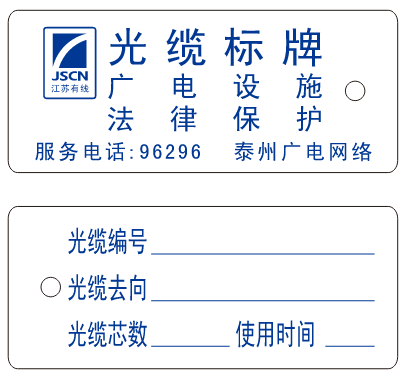 JSCN
江苏有线
光缆标牌
广电设施
法律保护
服务电话:96296 泰州广电网络
光缆编号
光缆去向
光缆芯数 使用时间